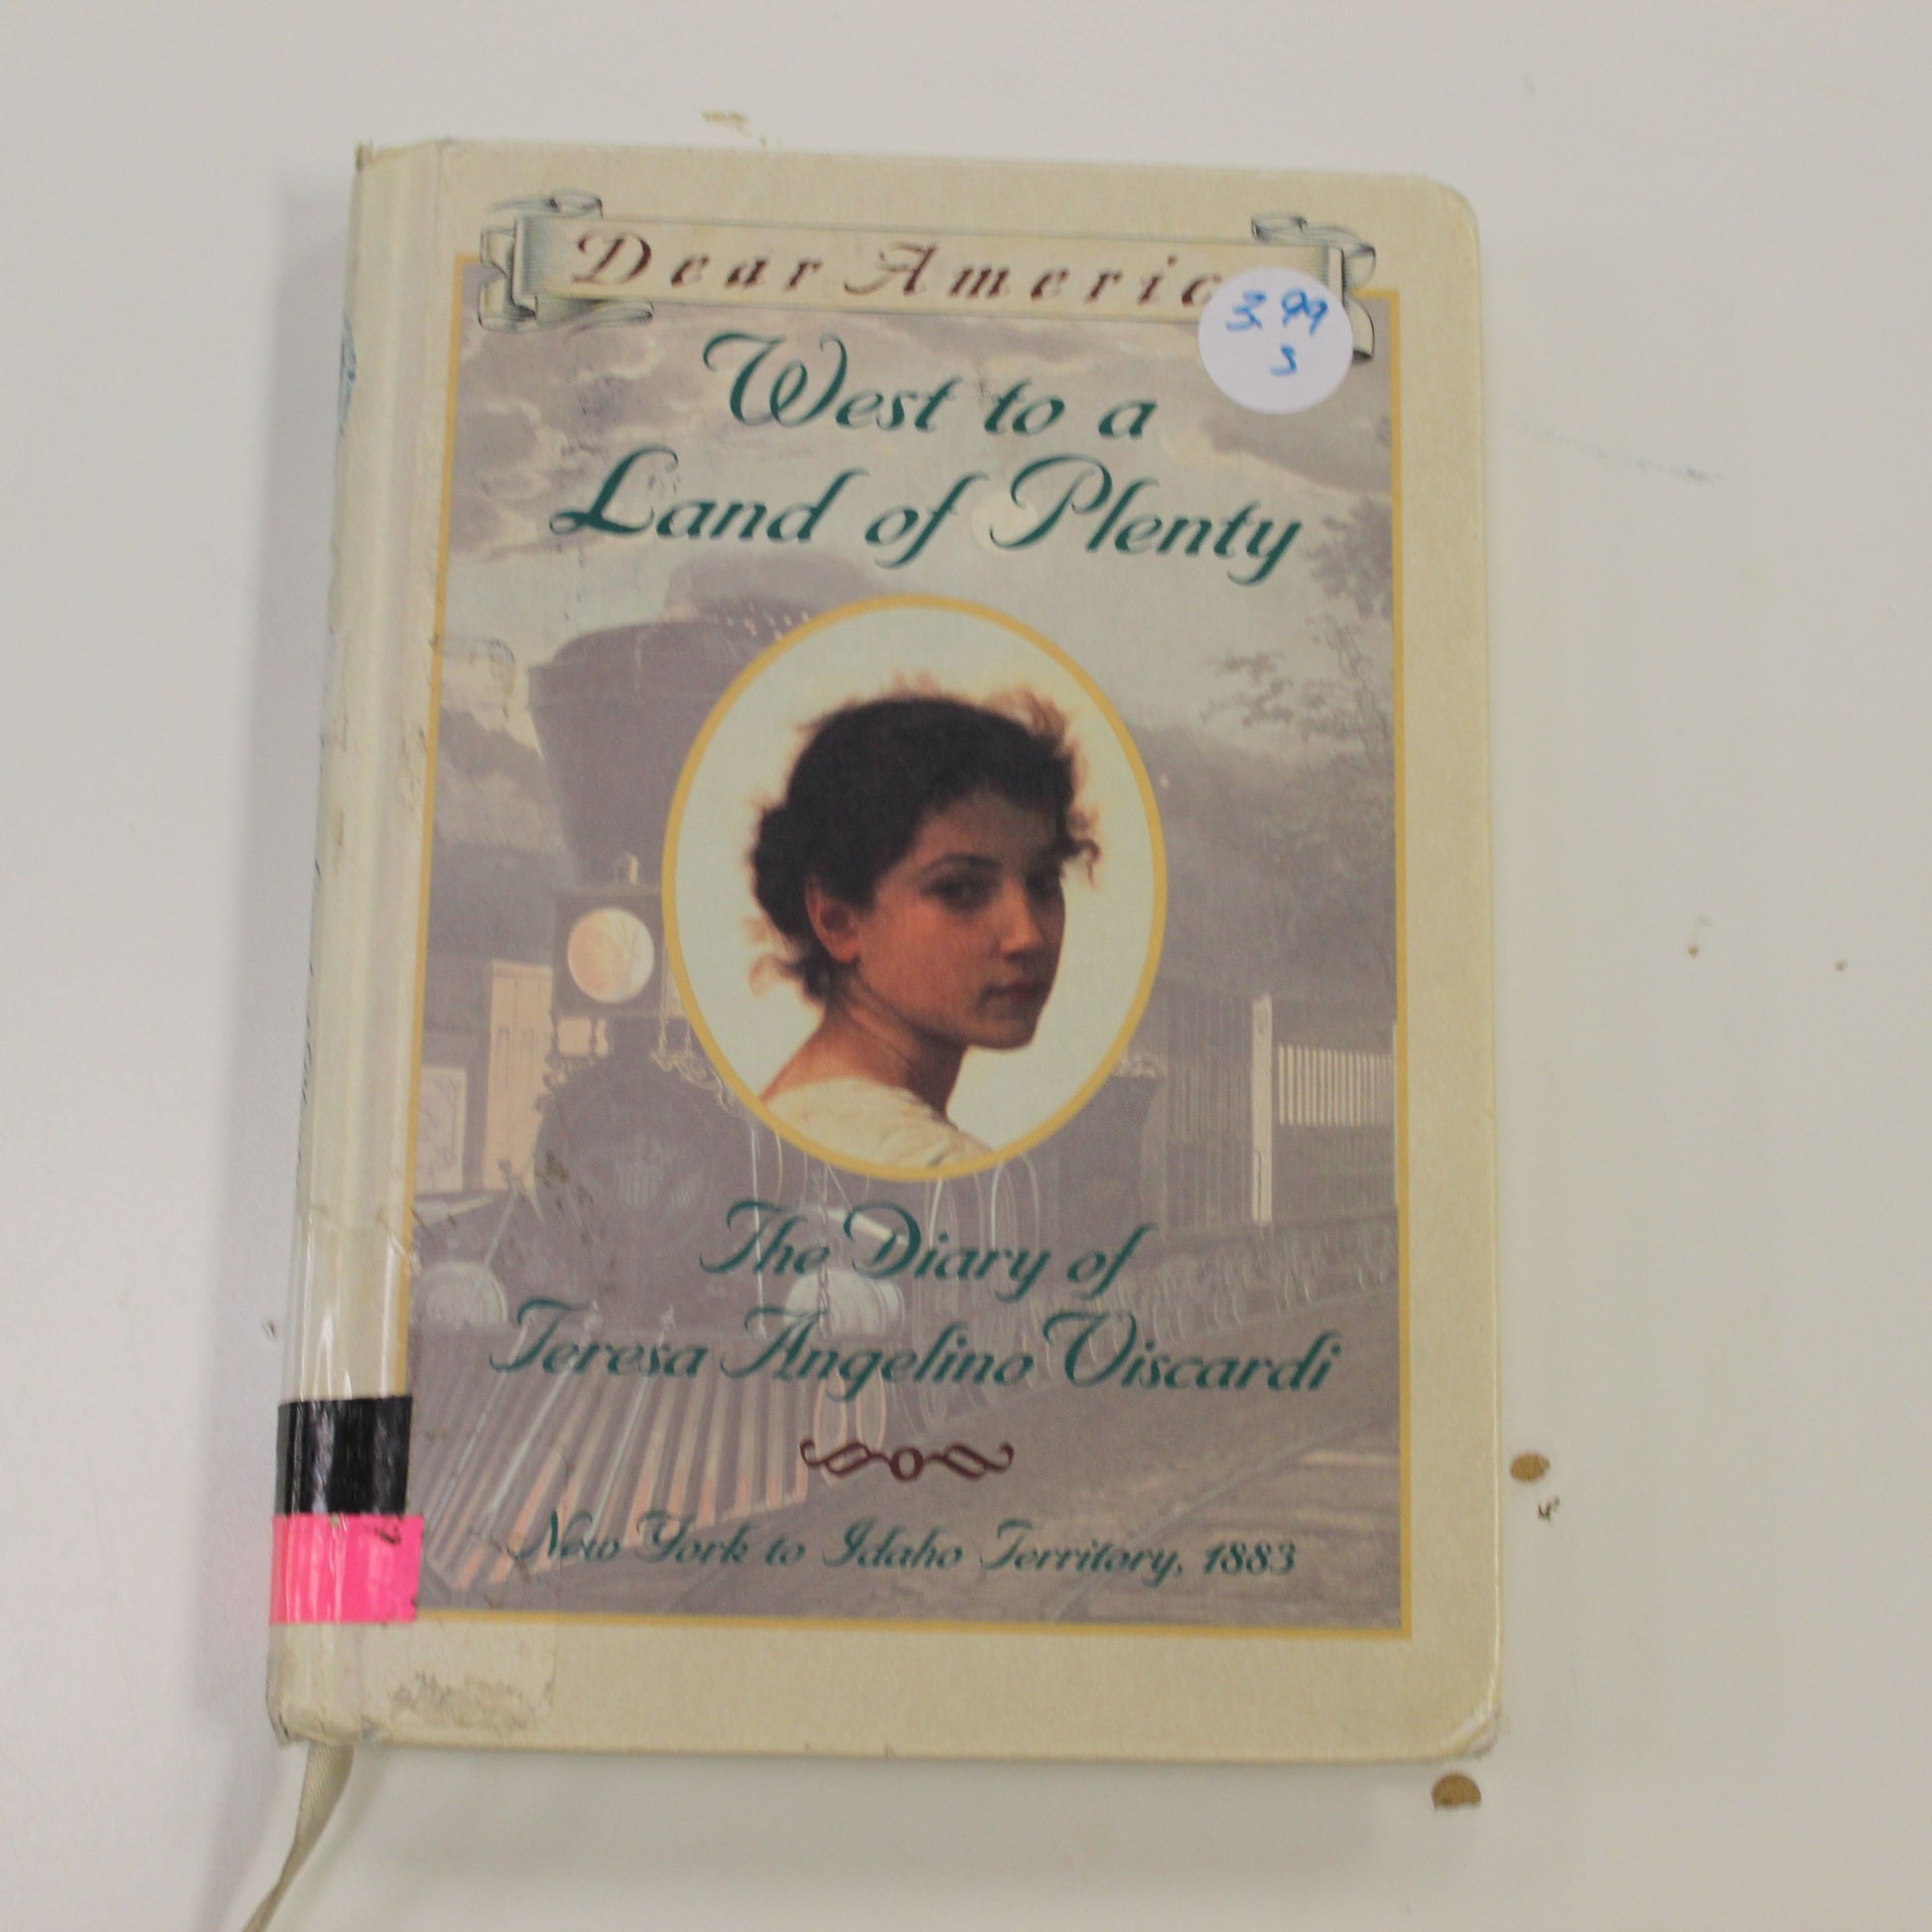 Dear Americ
3.99
s
West to a
Land of Plenty
The Diary of
Teresa Angelino Viscardi
New York to Idaho Territory, 1883